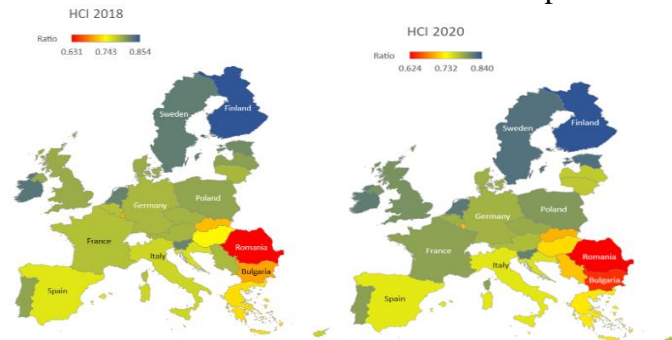 HCI 2018
Ratio
0.631 0.743 0.854
Sweden
Finland
Germany
Poland
France
Italy
Romania
Bulgaria
Spain
HCI 2020
Ratio
0.624 0.732 0.840
Sweden
Finland
Germany
Poland
France
Italy
Romania
Bulgaria
Spain